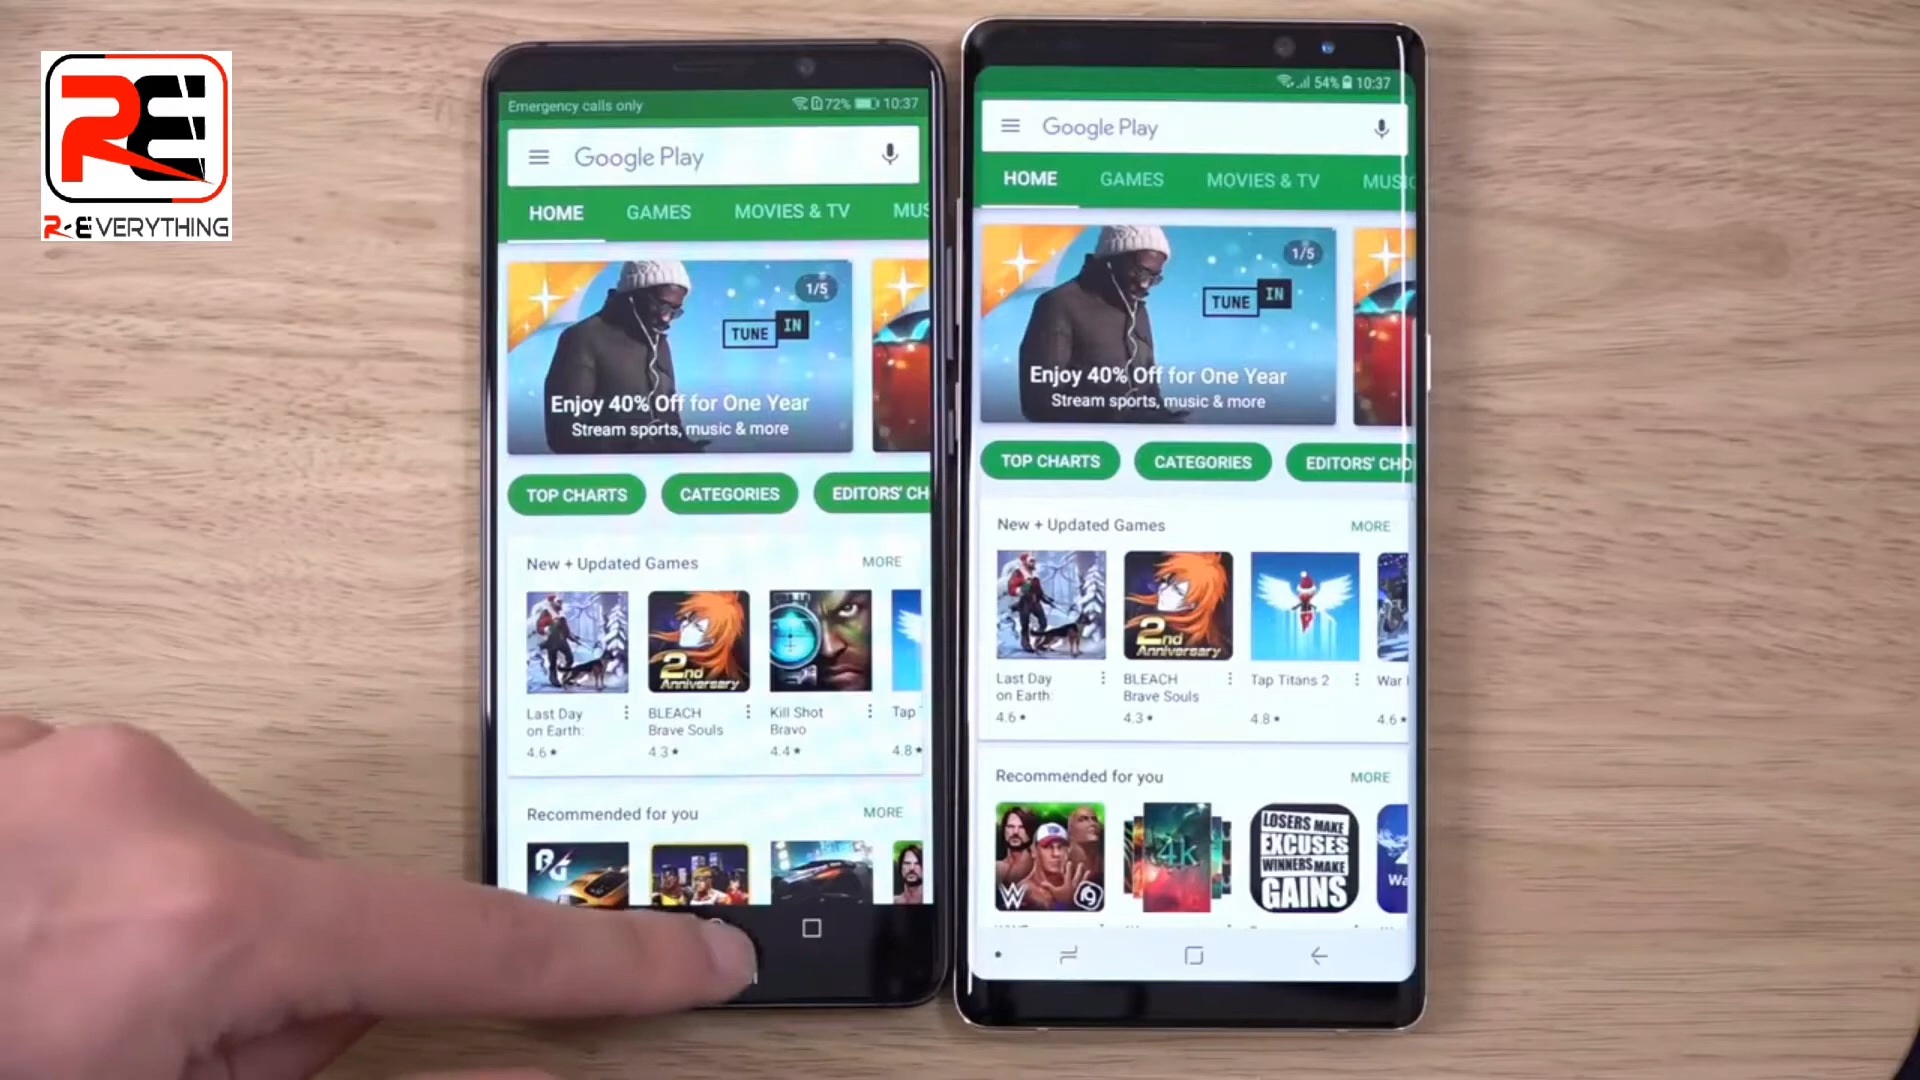 RE
R-EVERYTHING
Emergency calls only
72% 10:37
Google Play
HOME GAMES MOVIES & TV MUS
1/5
TUNE IN
Enjoy 40% Off for One Year
Stream sports, music & more
TOP CHARTS CATEGORIES EDITORS' CH
New + Updated Games MORE
2nd
Anniversary
Last Day
on Earth:
4.6★
BLEACH
Brave Souls
4.3★
Kill Shot
Bravo
4.4★
Tap
4.8★
Recommended for you MORE
54% 10:37
Google Play
HOME GAMES MOVIES & TV MUSIC
1/5
TUNE IN
Enjoy 40% Off for One Year
Stream sports, music & more
TOP CHARTS CATEGORIES EDITORS' CHO
New + Updated Games MORE
2nd
Anniversary
Last Day
on Earth:
4.6★
BLEACH
Brave Souls
4.3★
Tap Titans 2
4.8★
War
4.6★
Recommended for you MORE
W
4k
LOSERS MAKE
EXCUSES
WINNERS MAKE
GAINS
Wa